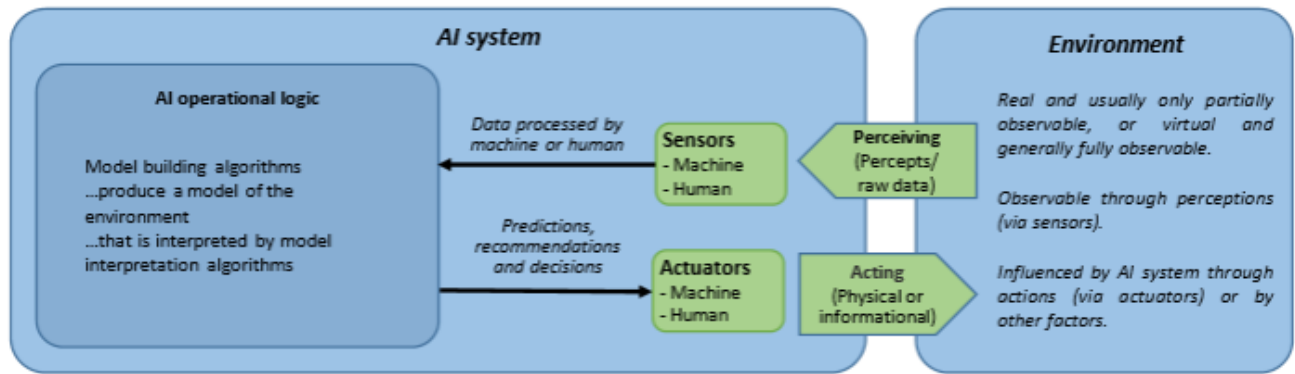 AI system
AI operational logic
Model building algorithms
...produce a model of the
environment
...that is interpreted by model
interpretation algorithms
Data processed by
machine or human
Predictions,
recommendations
and decisions
Sensors
- Machine
- Human
Actuators
- Machine
- Human
Perceiving
(Percepts/
raw data)
Acting
(Physical or
informational)
Environment
Real and usually only partially
observable, or virtual and
generally fully observable.
Observable through perceptions
(via sensors).
Influenced by AI system through
actions (via actuators) or by
other factors.